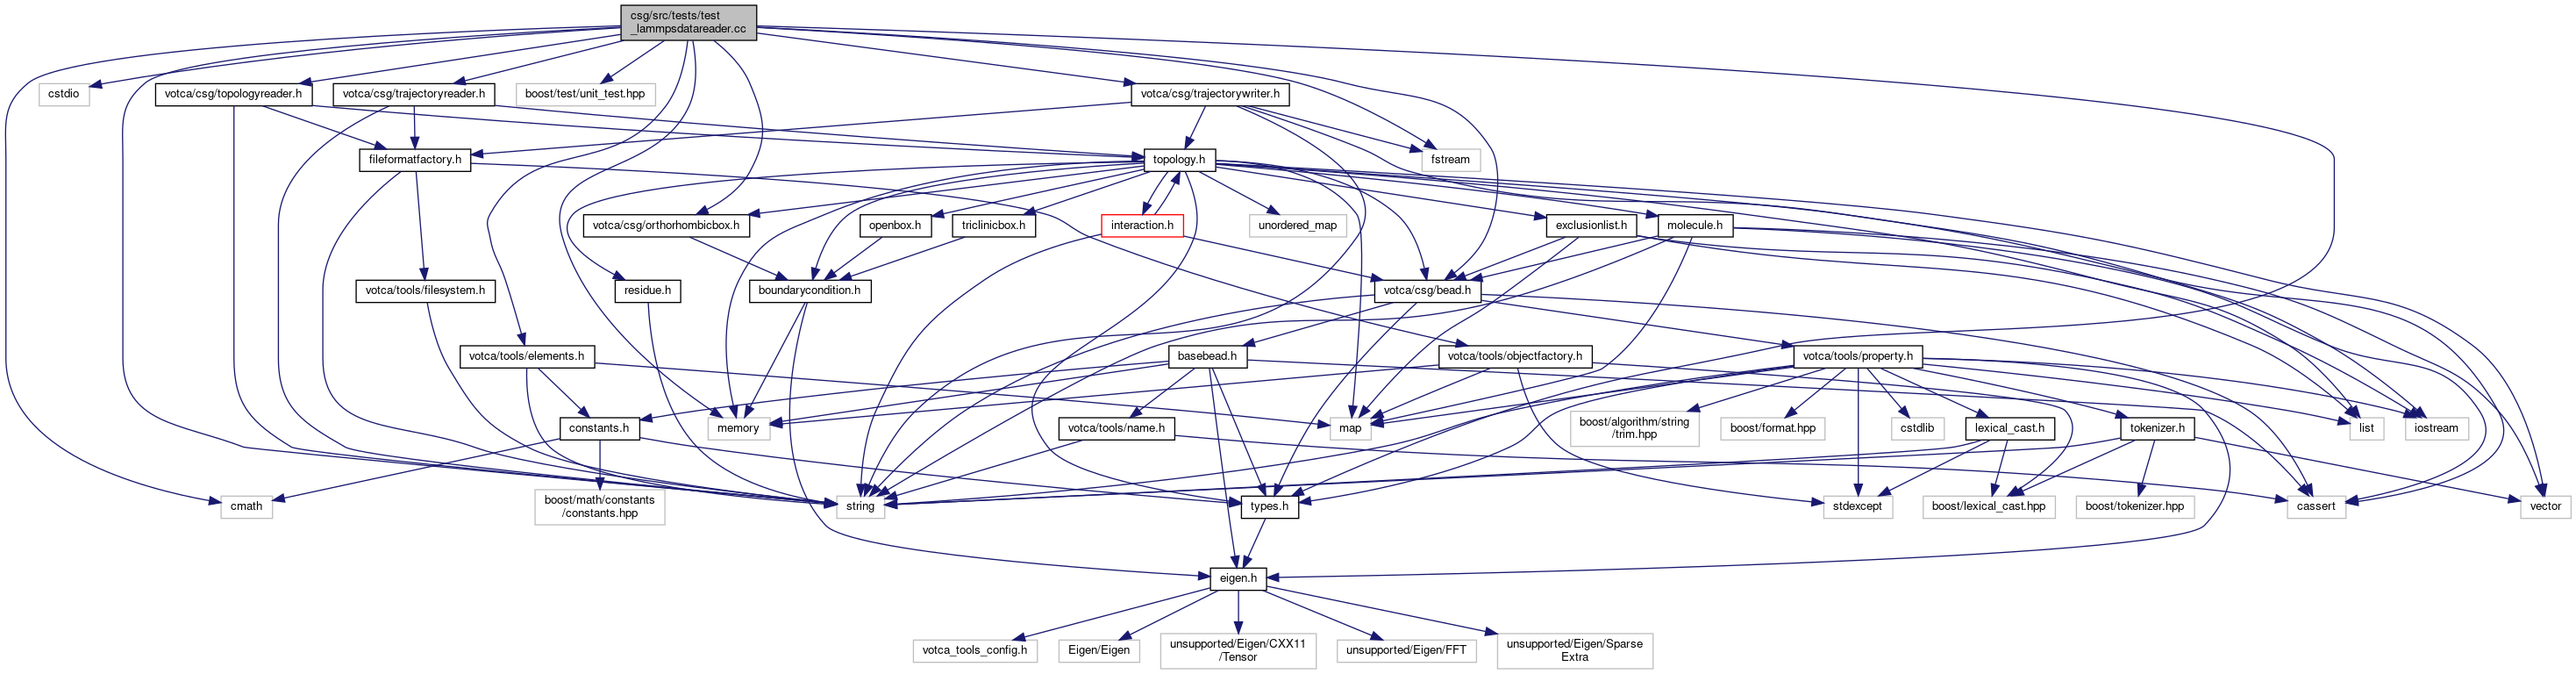 csg/src/tests/test
_lammpsdatareader.cc
cstdio
votca/csg/topologyreader.h
votca/csg/trajectoryreader.h
boost/test/unit_test.hpp
votca/csg/trajectorywriter.h
fileformatfactory.h
topology.h
fstream
votca/csg/orthorhombicbox.h
openbox.h
triclinicbox.h
interaction.h
unordered_map
exclusionlist.h
molecule.h
votca/tools/filesystem.h
residue.h
boundarycondition.h
votca/csg/bead.h
votca/tools/elements.h
basebead.h
votca/tools/objectfactory.h
votca/tools/property.h
constants.h
memory
votca/tools/name.h
map
boost/algorithm/string
/trim.hpp
boost/format.hpp
cstdlib
lexical_cast.h
tokenizer.h
list
iostream
cmath
boost/math/constants
/constants.hpp
string
types.h
stdexcept
boost/lexical_cast.hpp
boost/tokenizer.hpp
cassert
vector
eigen.h
votca_tools_config.h
Eigen/Eigen
unsupported/Eigen/CXX11
/Tensor
unsupported/Eigen/FFT
unsupported/Eigen/Sparse
Extra